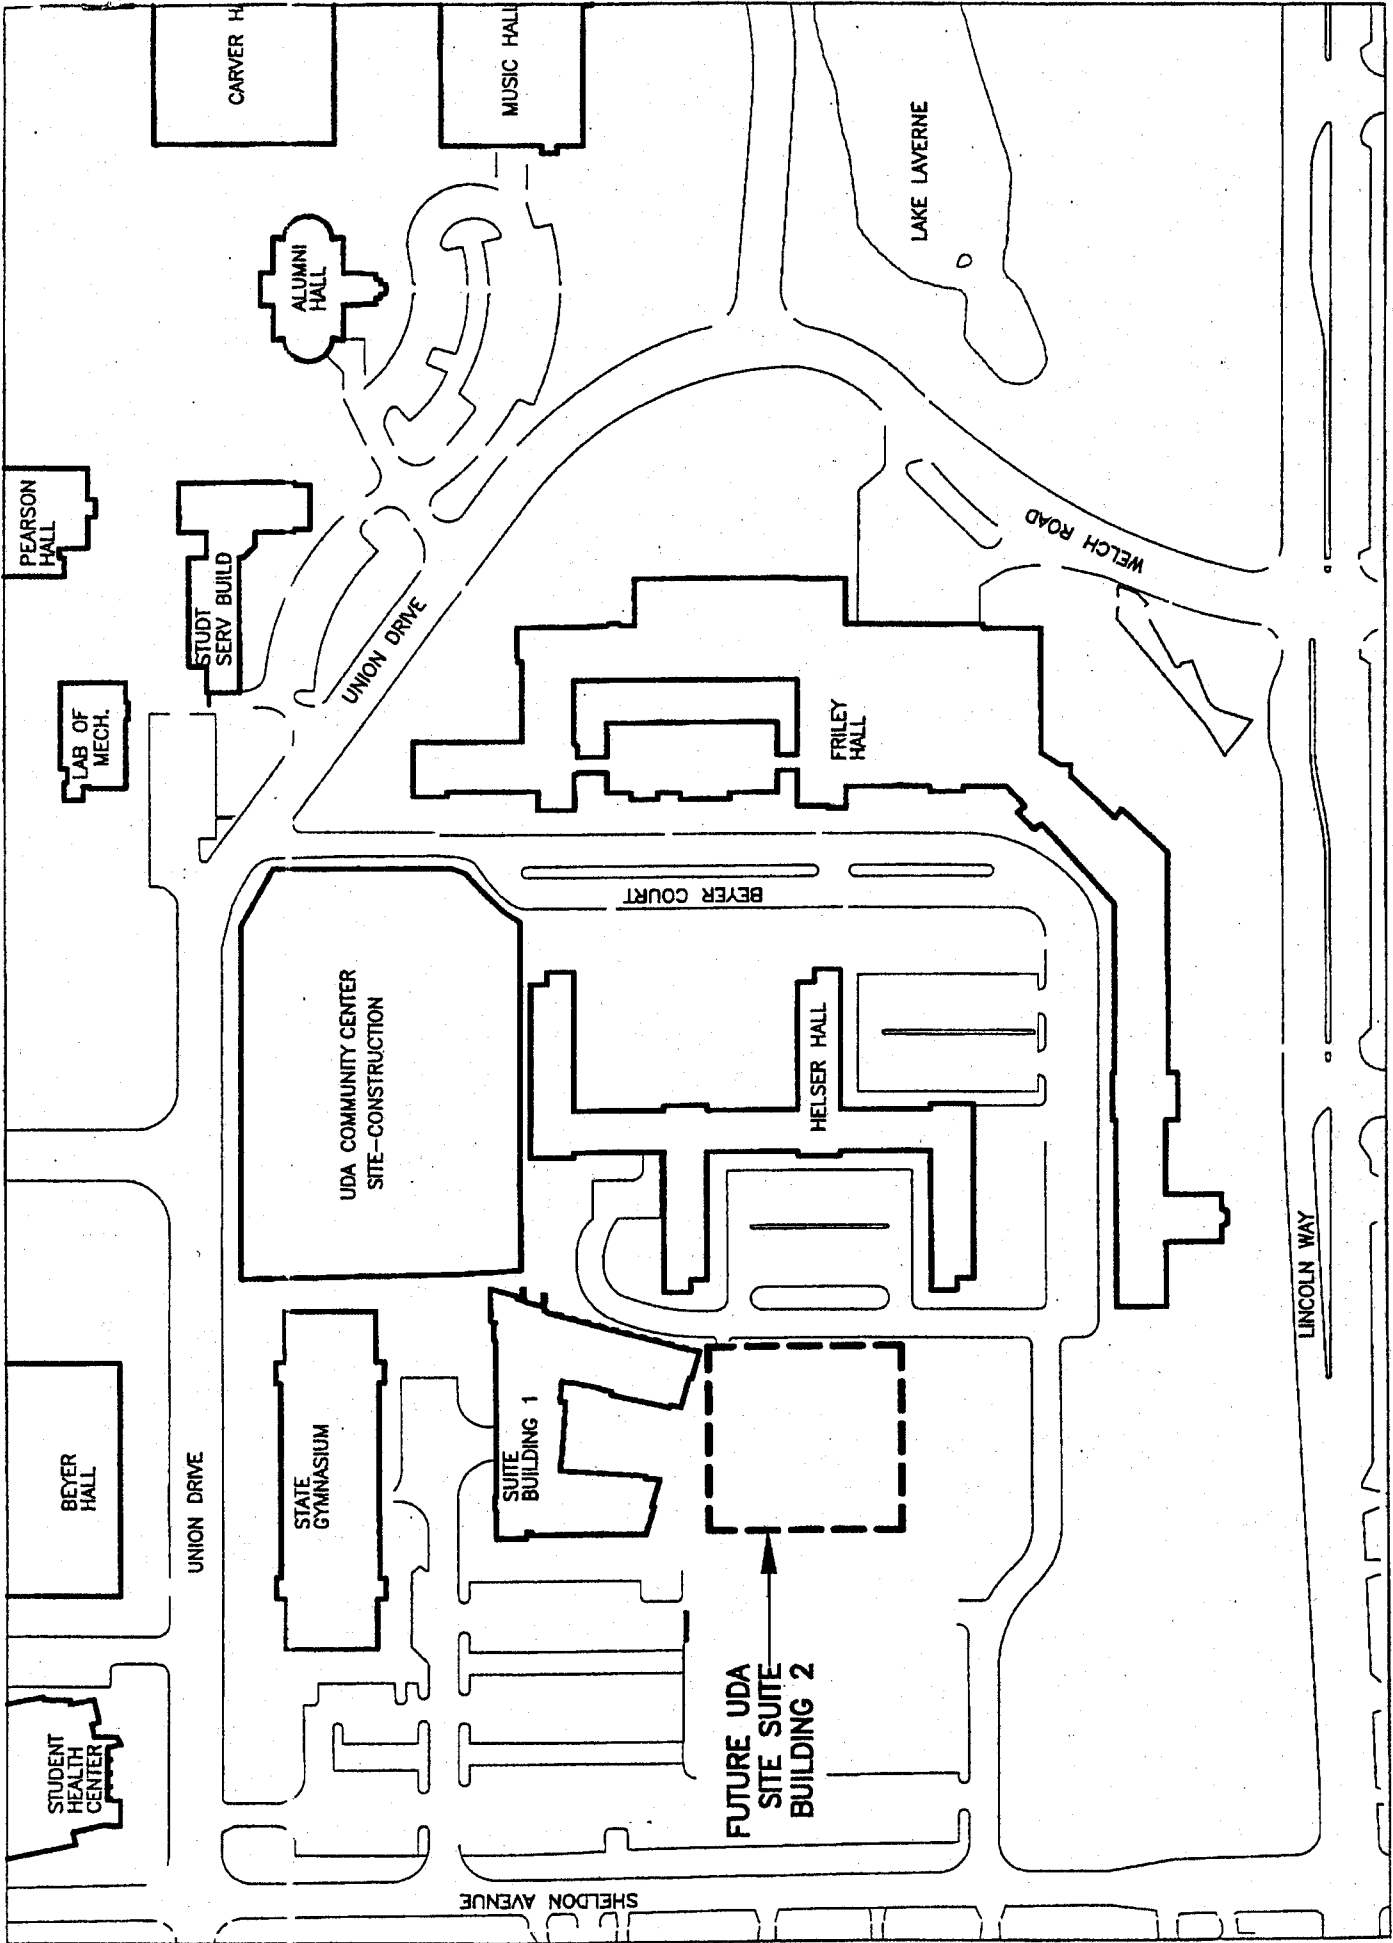 CARVER H
MUSIC HALL
ALUMNI
HALL
LAKE LAVERNE
PEARSON
HALL
STUDT
SERV BUILD
LAB OF
MECH.
UNION DRIVE
WELCH ROAD
FRILEY
HALL
BEYER COURT
UDA COMMUNITY CENTER
SITE-CONSTRUCTION
HELSER HALL
LINCOLN WAY
BEYER
HALL
UNION DRIVE
STATE
GYMNASIUM
SUITE
BUILDING 1
STUDENT
HEALTH
CENTER
FUTURE UDA
SITE SUITE
BUILDING 2
SHELDON AVENUE